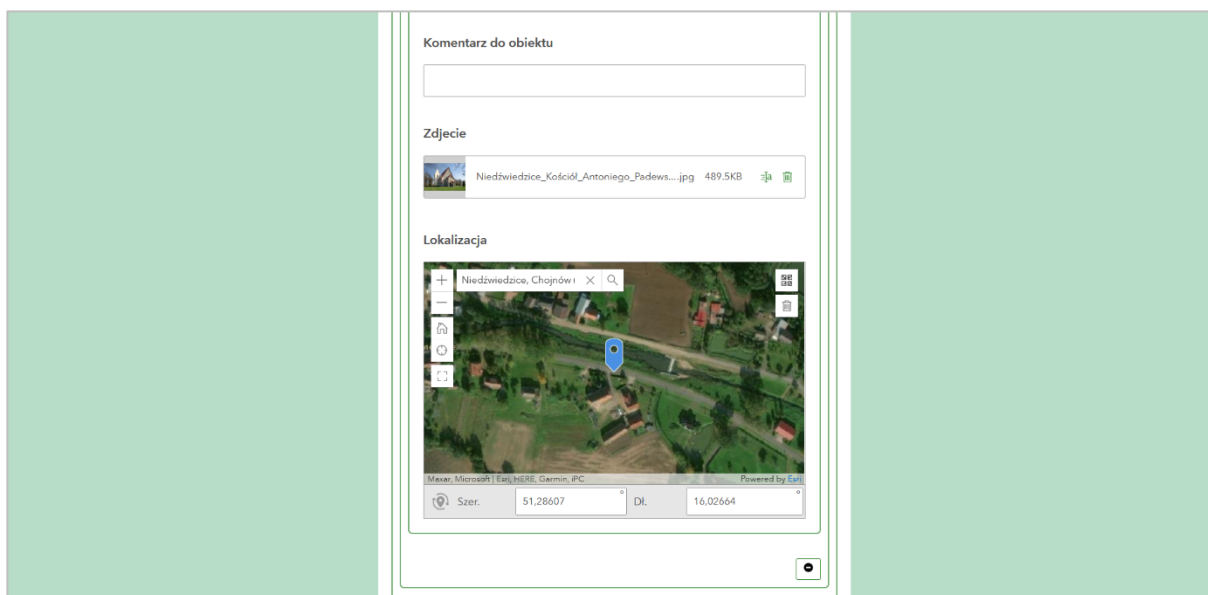 Komentarz do obiektu
Zdjecie
Niedźwiedzice_Kościół_Antoniego_Padews....jpg 489.5KB
Lokalizacja
Niedźwiedzice, Chojnów (
Maxar, Microsoft | Esri, HERE, Garmin, iPC Powered by Esri
Szer. 51,28607 ° Dł. 16,02664 °